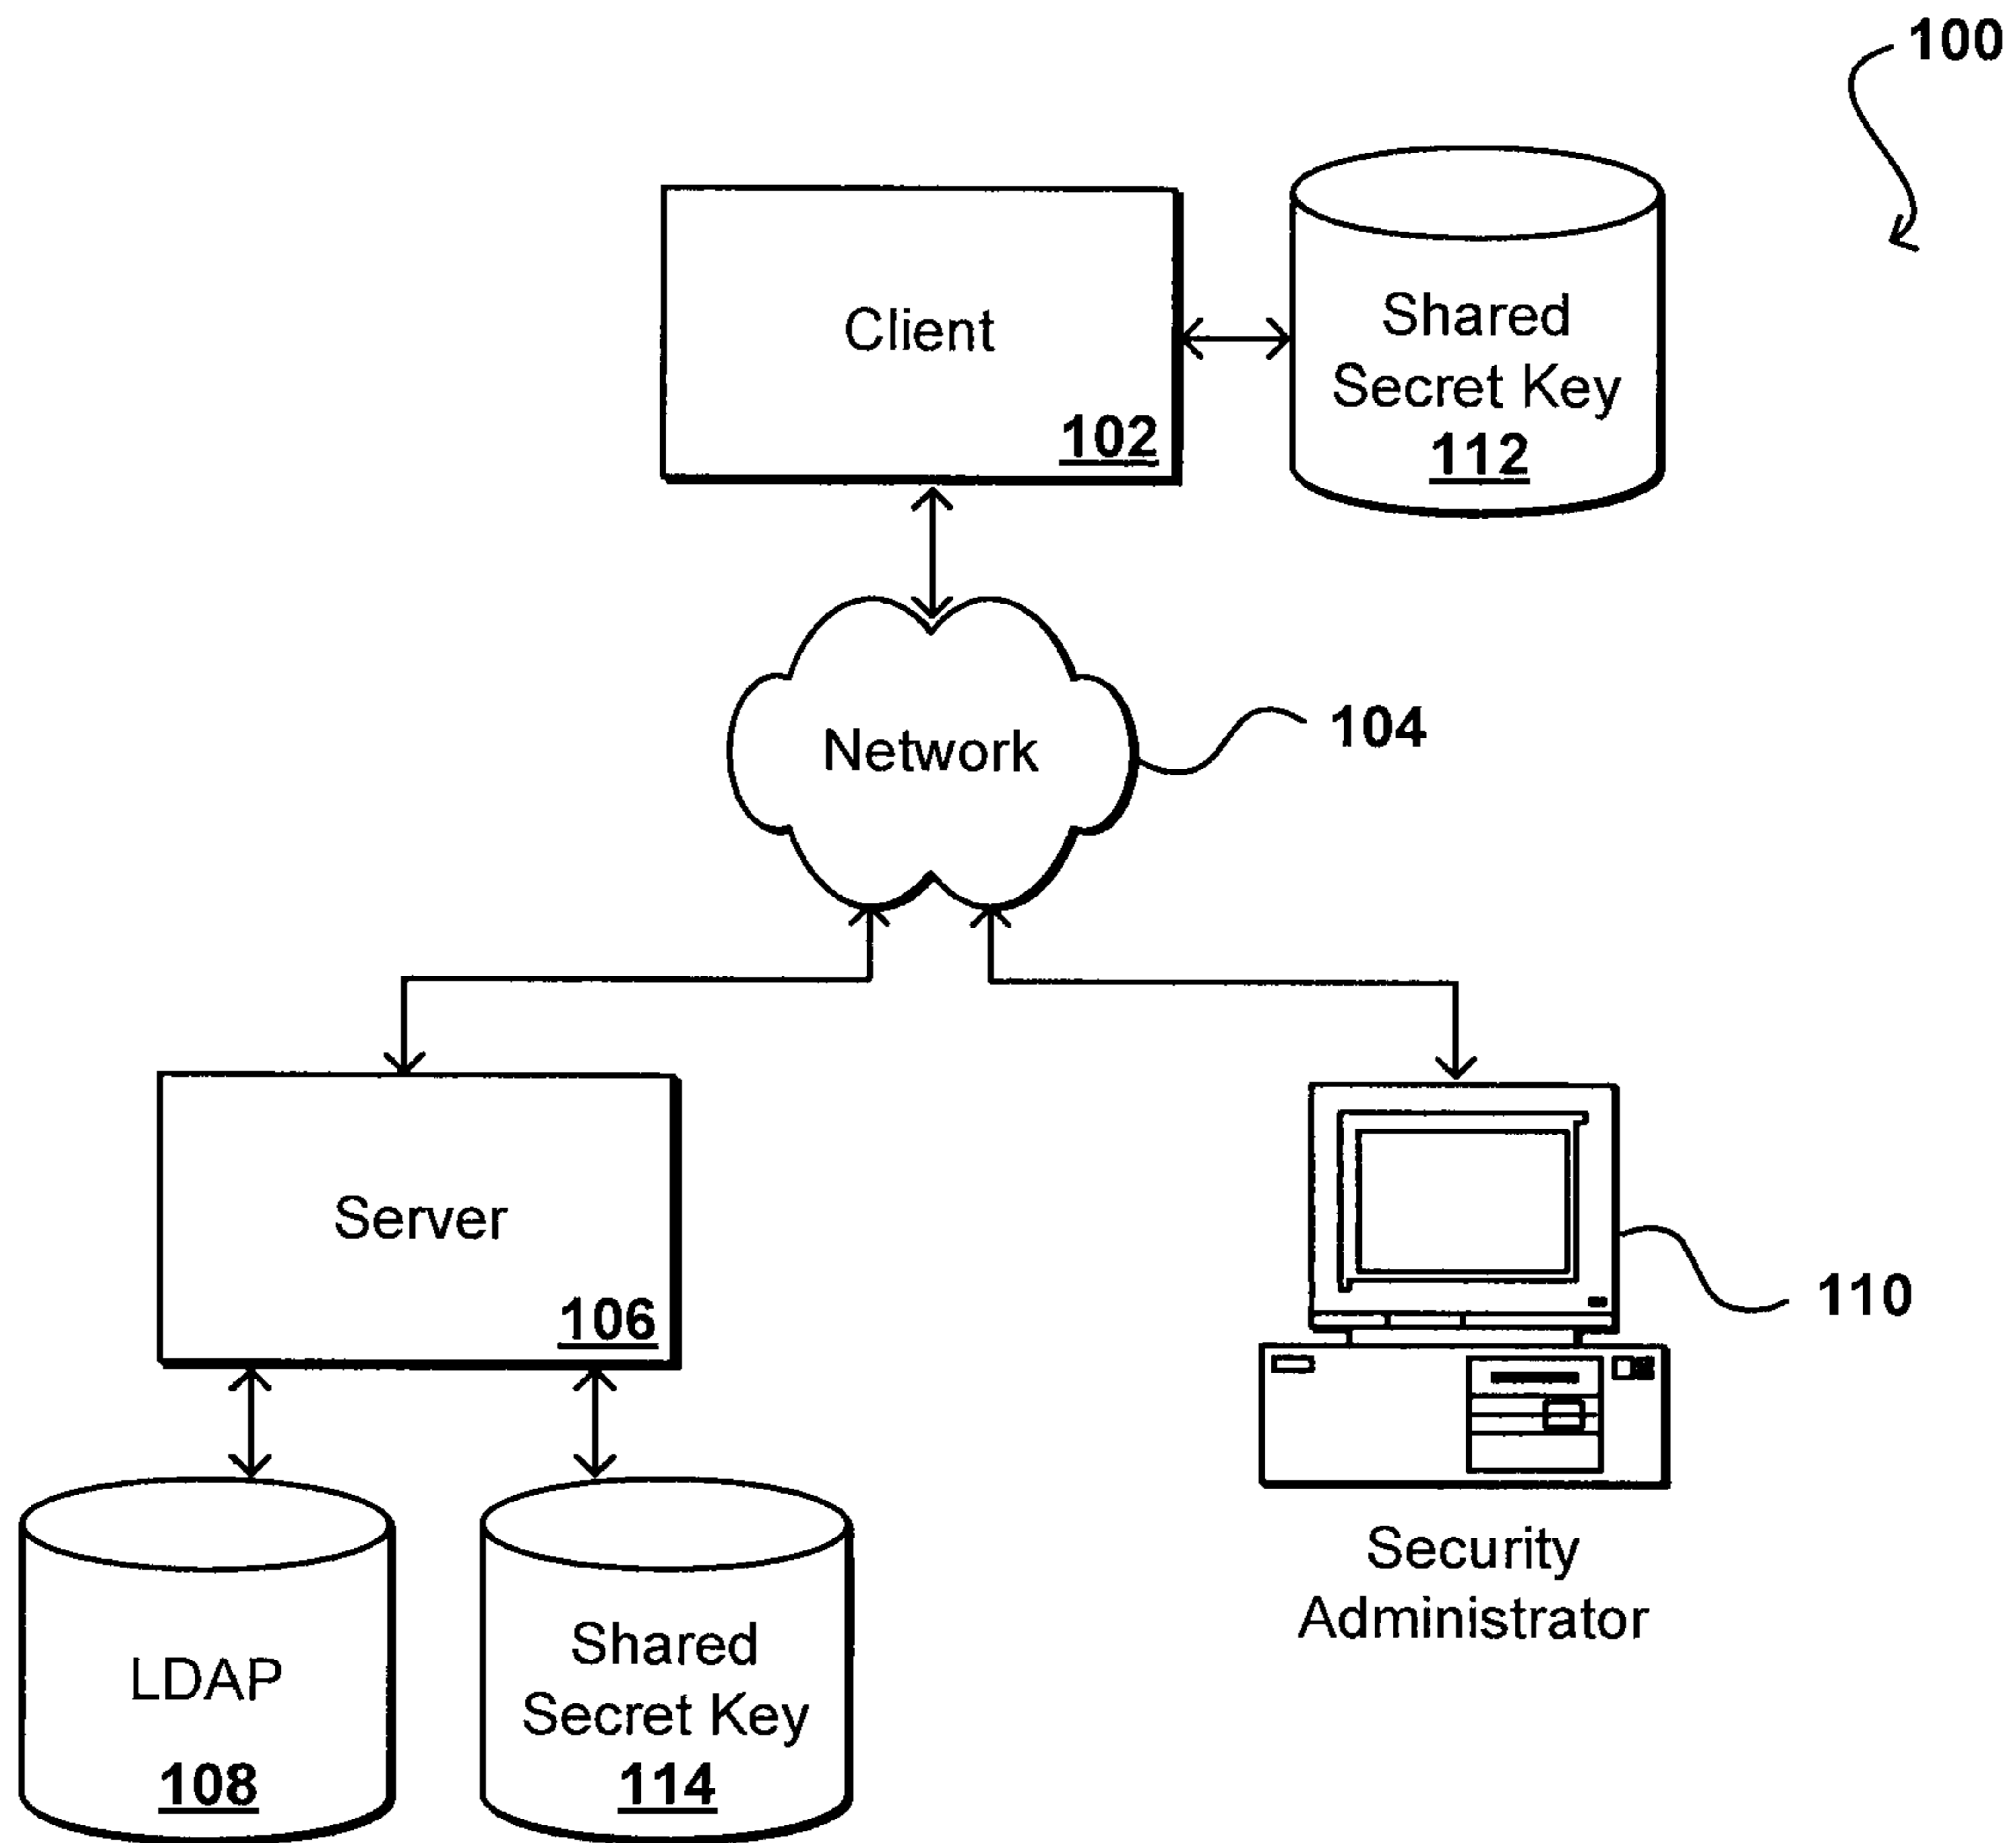 100
Client
102
Shared
Secret Key
112
Network
104
Server
106
110
Security
Administrator
LDAP
108
Shared
Secret Key
114